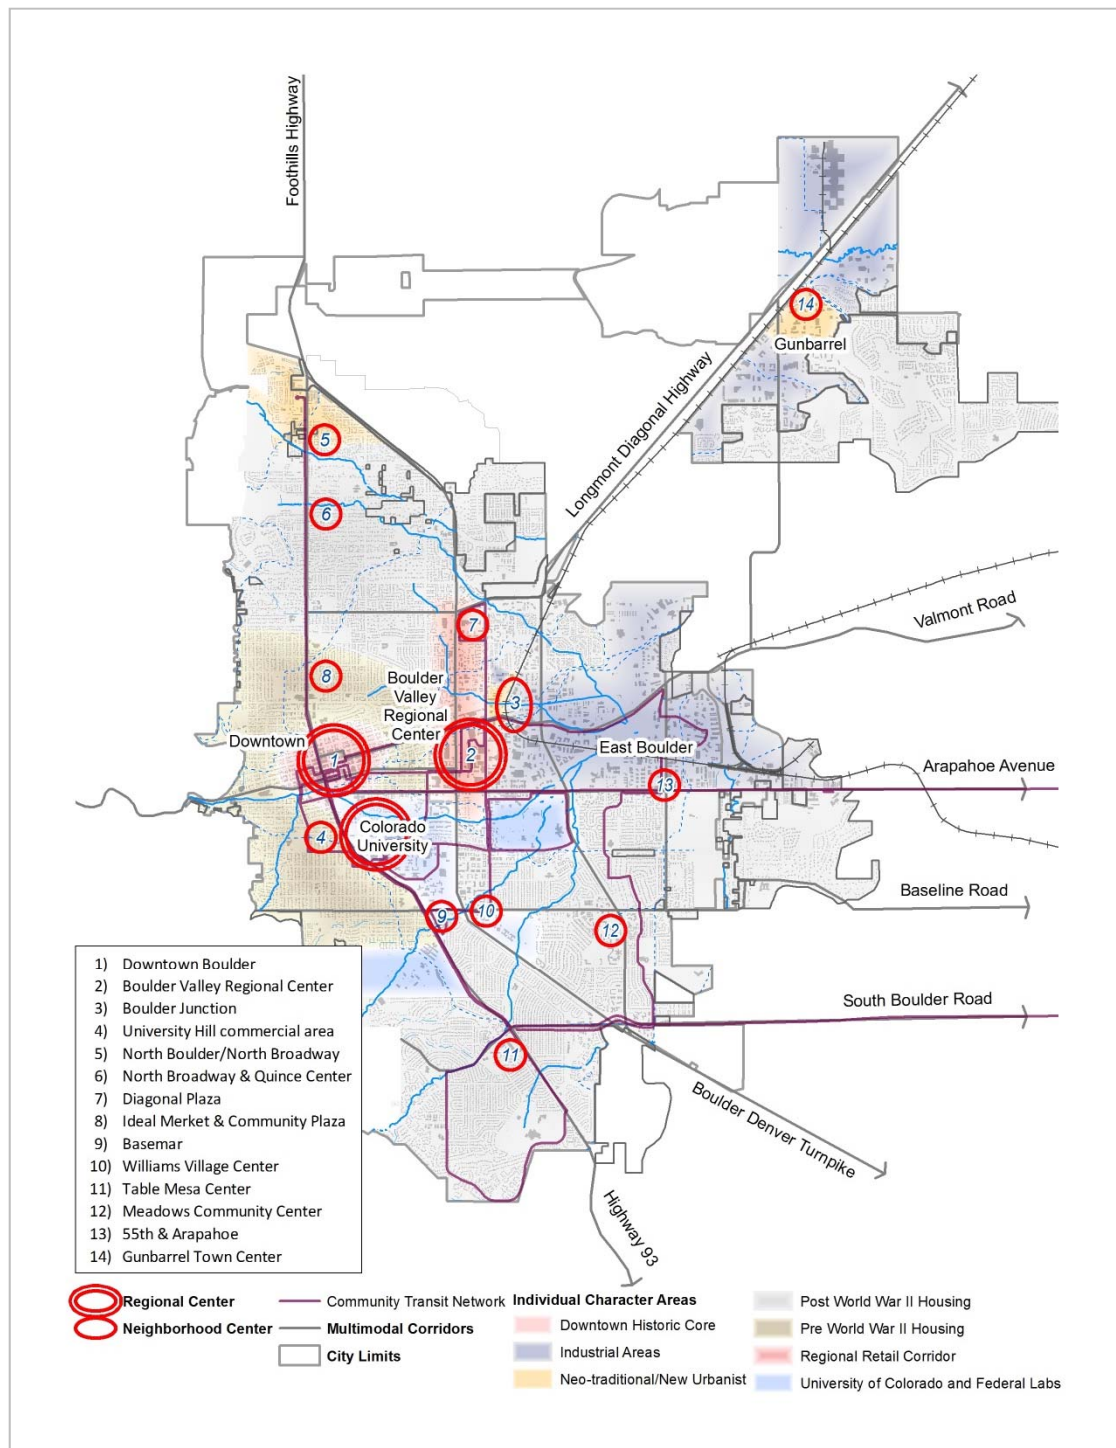 Foothills Highway
14
Gunbarrel
Longmont Diagonal Highway
5
6
Valmont Road
7
8
Boulder
Valley
Regional
Center
3
Downtown
1
2
East Boulder
Arapahoe Avenue
13
4
Colorado
University
Baseline Road
9
10
12
South Boulder Road
11
Boulder Denver Turnpike
Highway 93
1) Downtown Boulder
2) Boulder Valley Regional Center
3) Boulder Junction
4) University Hill commercial area
5) North Boulder/North Broadway
6) North Broadway & Quince Center
7) Diagonal Plaza
8) Ideal Merket & Community Plaza
9) Basemar
10) Williams Village Center
11) Table Mesa Center
12) Meadows Community Center
13) 55th & Arapahoe
14) Gunbarrel Town Center
Regional Center
Neighborhood Center
Community Transit Network
Multimodal Corridors
City Limits
Individual Character Areas
Downtown Historic Core
Industrial Areas
Neo-traditional/New Urbanist
Post World War II Housing
Pre World War II Housing
Regional Retail Corridor
University of Colorado and Federal Labs